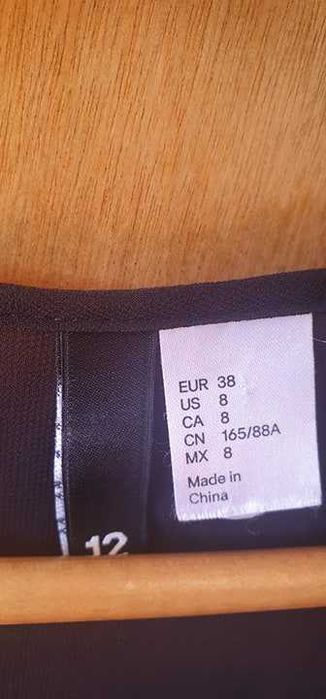 EUR 38
US 8
CA 8
CN 165/88A
MX 8
Made in
China
12